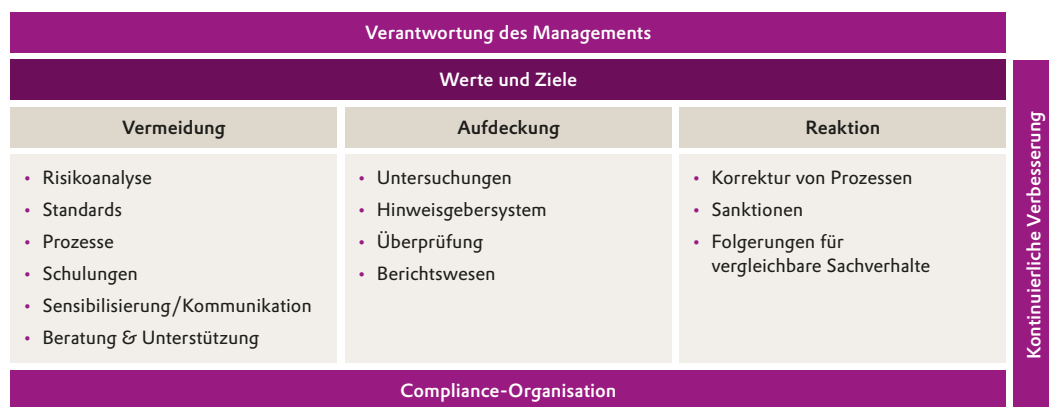 Verantwortung des Managements
Werte und Ziele
Vermeidung
• Risikoanalyse
• Standards
• Prozesse
• Schulungen
• Sensibilisierung/Kommunikation
• Beratung & Unterstützung
Aufdeckung
• Untersuchungen
• Hinweisgebersystem
• Überprüfung
• Berichtswesen
Reaktion
• Korrektur von Prozessen
• Sanktionen
• Folgerungen für
vergleichbare Sachverhalte
Compliance-Organisation
Kontinuierliche Verbesserung